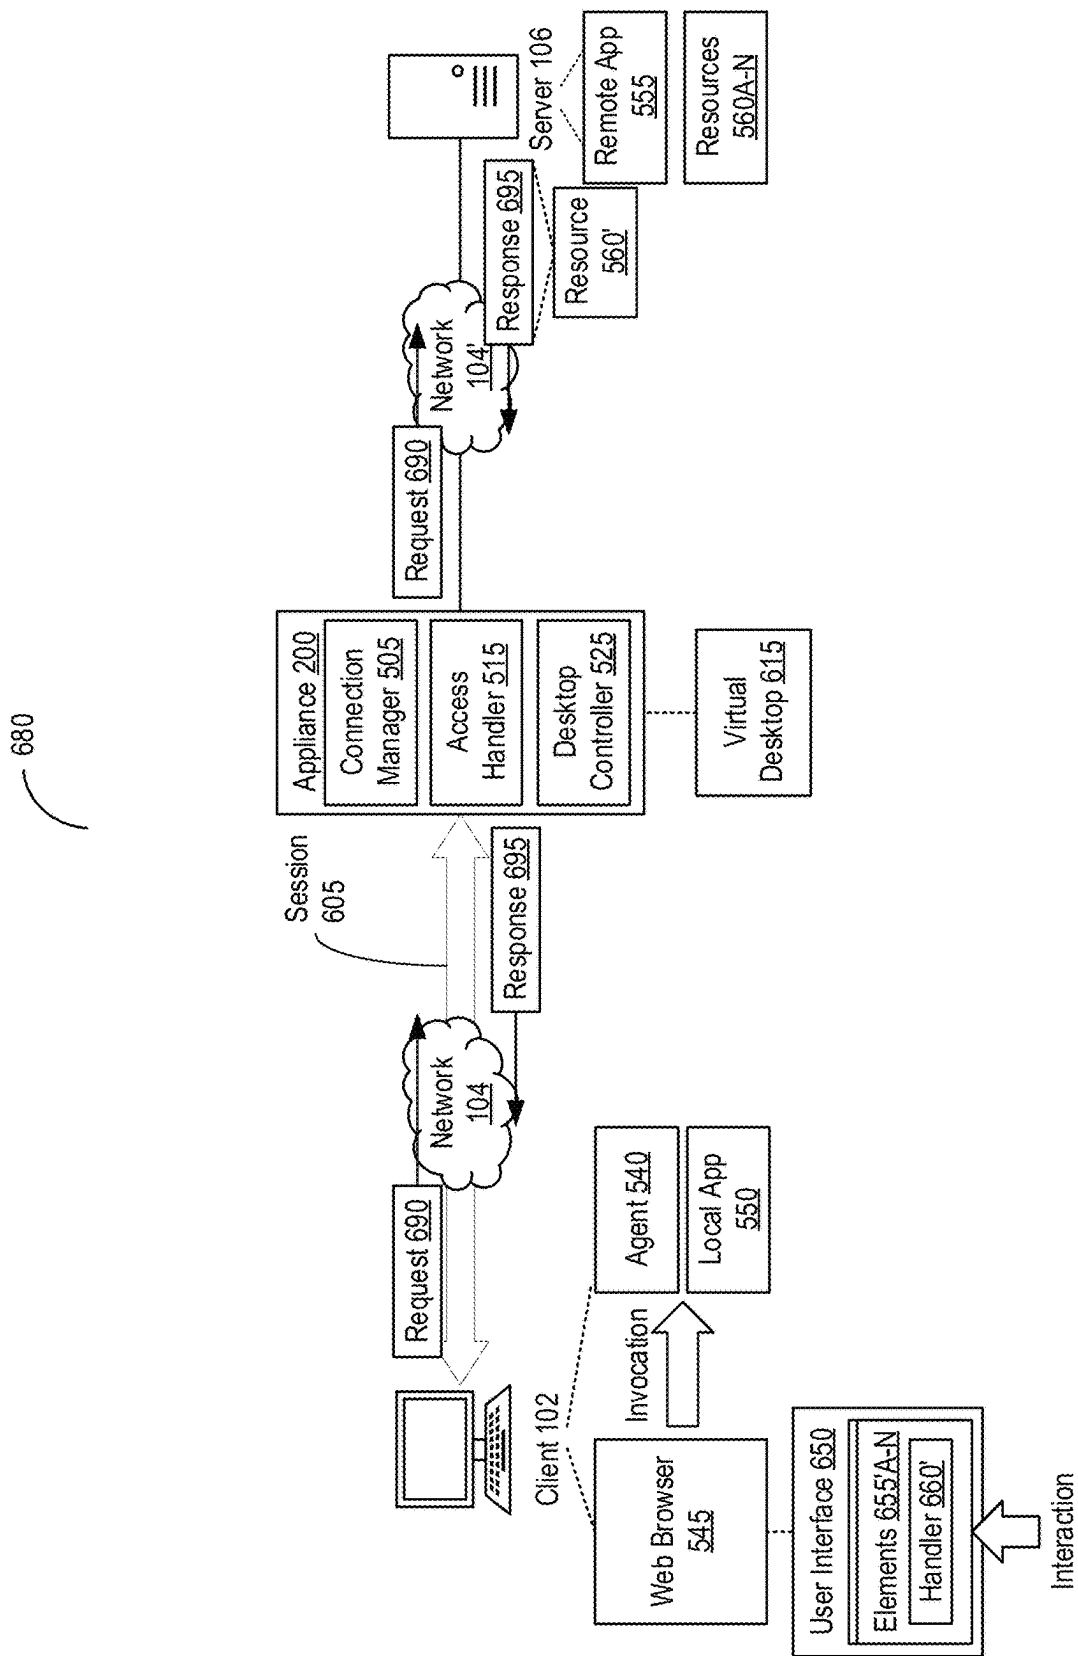 680
Request 690
Network
104
Session
605
Response 695
Appliance 200
Connection
Manager 505
Access
Handler 515
Desktop
Controller 525
Virtual
Desktop 615
Request 690
Network
104'
Response 695
Resource
560'
Server 106
Remote App
555
Resources
560A-N
Client 102
Web Browser
545
Invocation
Agent 540
Local App
550
User Interface 650
Elements 655'A-N
Handler 660'
Interaction